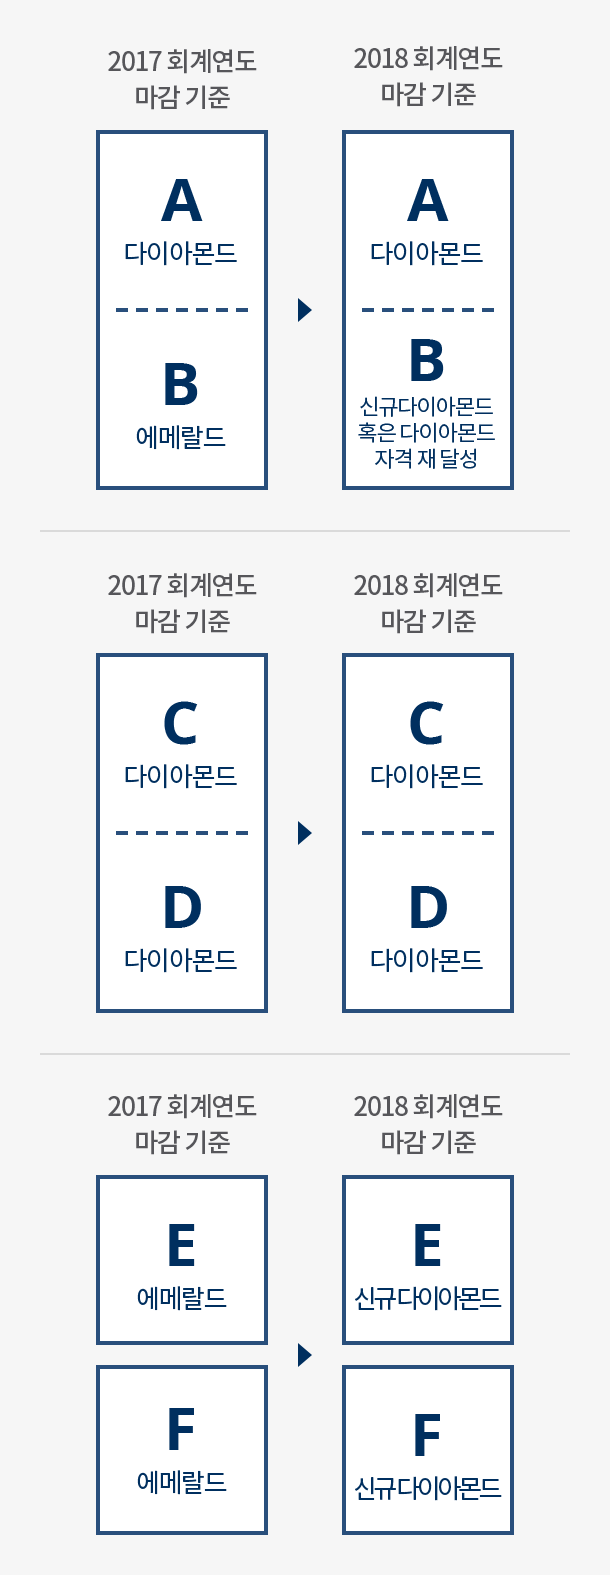 2017 회계연도
마감 기준
2018 회계연도
마감 기준
A
다이아몬드
B
에메랄드
A
다이아몬드
B
신규다이아몬드
혹은 다이아몬드
자격 재 달성
2017 회계연도
마감 기준
2018 회계연도
마감 기준
C
다이아몬드
D
다이아몬드
C
다이아몬드
D
다이아몬드
2017 회계연도
마감 기준
2018 회계연도
마감 기준
E
에메랄드
F
에메랄드
E
신규다이아몬드
F
신규다이아몬드